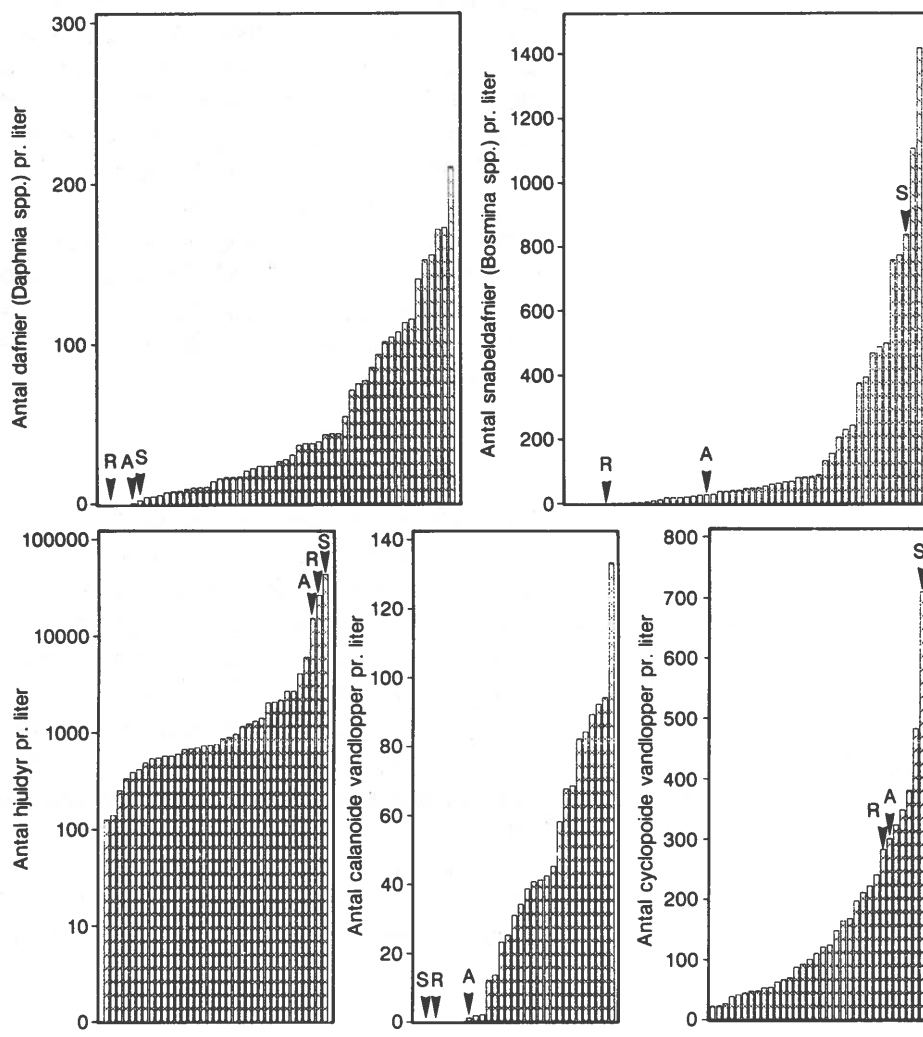 Antal dafnier (Daphnia spp.) pr. liter
300
200
100
0
R A S
Antal snabeldafnier (Bosmina spp.) pr. liter
1400
1200
1000
800
600
400
200
0
R
A
S
Antal hjuldyr pr. liter
100000
10000
1000
100
10
0
A
R
S
Antal calanoide vandlopper pr. liter
140
120
100
80
60
40
20
0
S R
A
Antal cyclopoide vandlopper pr. liter
800
700
600
500
400
300
200
100
0
R
A
S